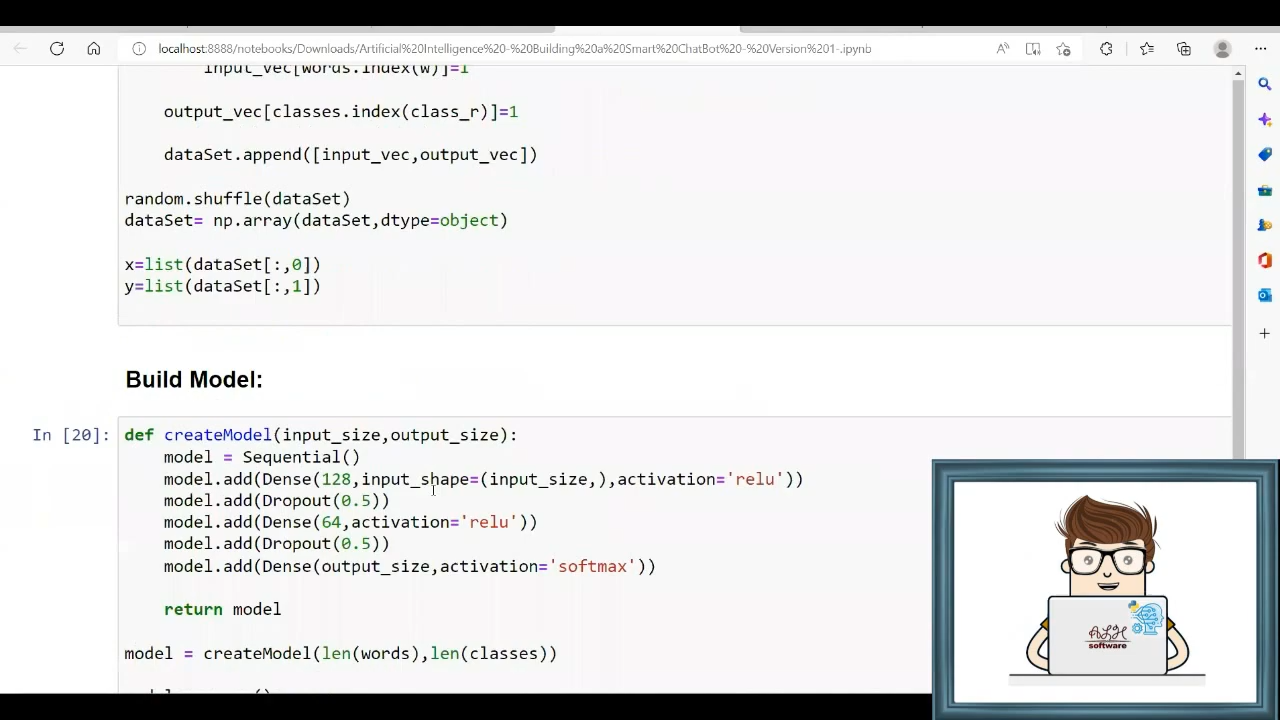 localhost:8888/notebooks/Downloads/Artificial%20Intelligence%20-%20Building%20a%20Smart%20ChatBot%20-%20Version%201-.ipynb
input_vec[words.index(w)]=1
output_vec[classes.index(class_r)]=1
dataSet.append([input_vec,output_vec])
random.shuffle(dataSet)
dataSet= np.array(dataSet,dtype=object)
x=list(dataSet[:,0])
y=list(dataSet[:,1])
Build Model:
In [20]:
def createModel(input_size,output_size):
model = Sequential()
model.add(Dense(128,input_shape=(input_size,),activation='relu'))
model.add(Dropout(0.5))
model.add(Dense(64,activation='relu'))
model.add(Dropout(0.5))
model.add(Dense(output_size,activation='softmax'))
return model
model = createModel(len(words),len(classes))
software